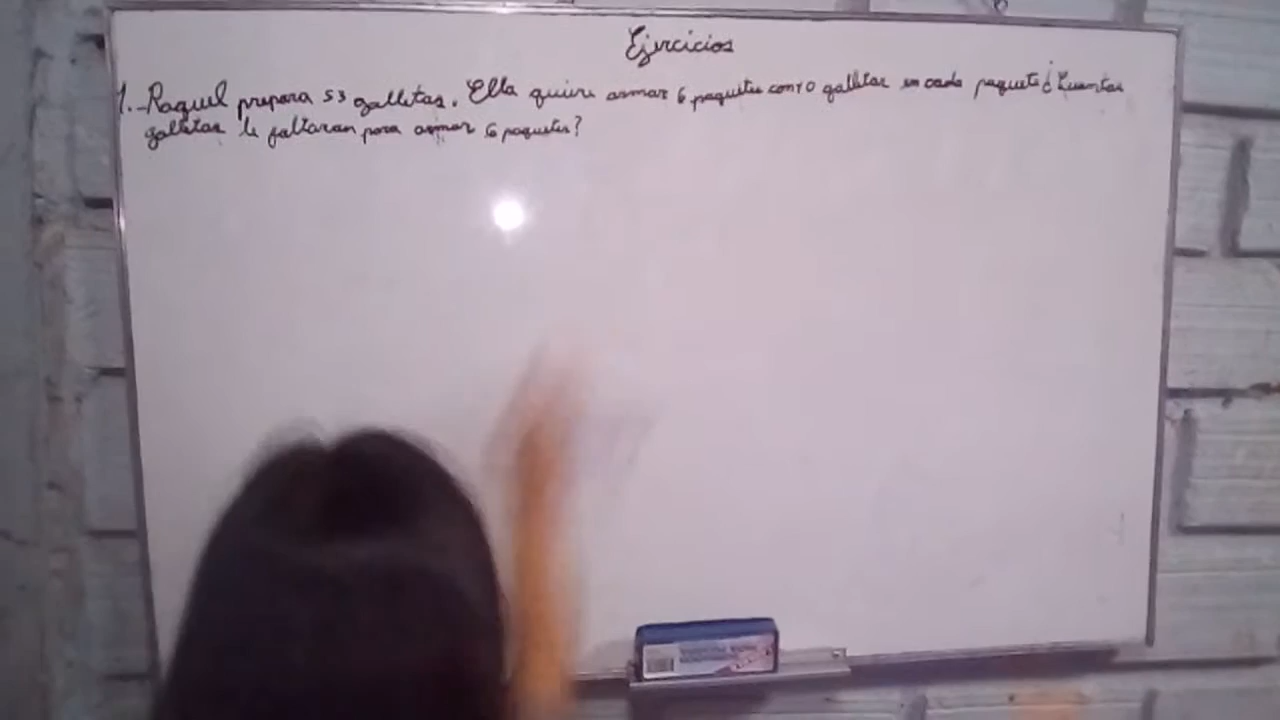 Ejercicios
1.- Raquel prepara 53 galletas. Ella quiere armar 6 paquetes con 10 galletas en cada paquete ¿Cuantas
galletas le faltaran para armar 6 paquetes?